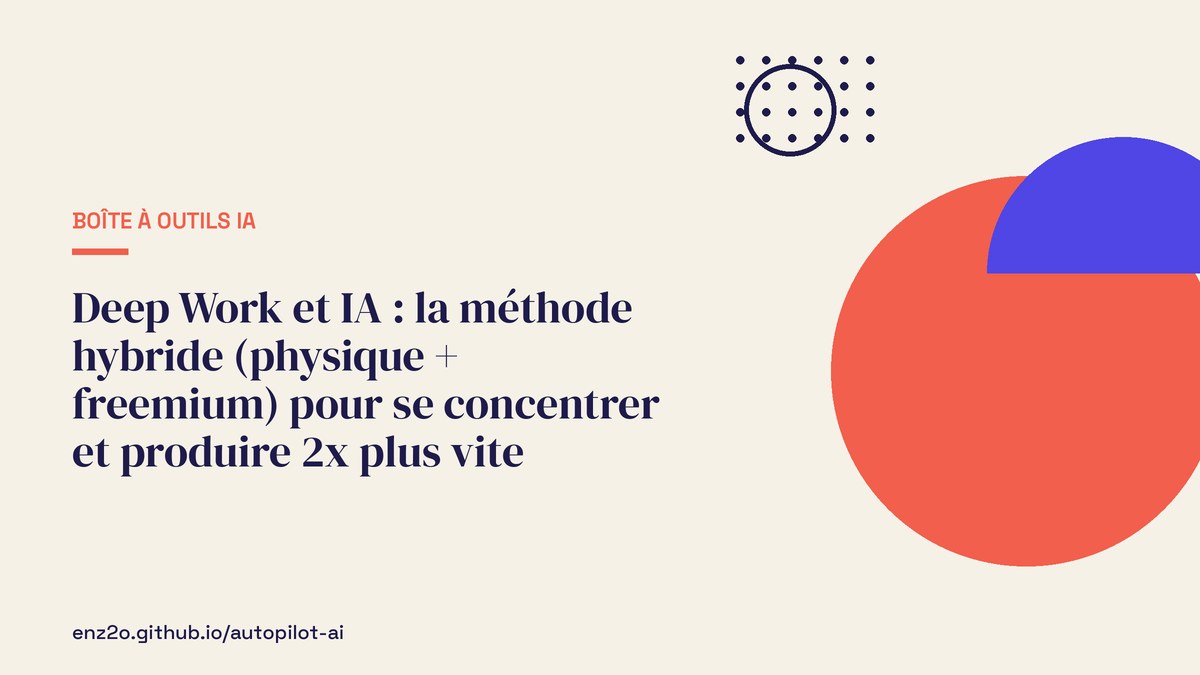 BOÎTE À OUTILS IA
Deep Work et IA : la méthode
hybride (physique +
freemium) pour se concentrer
et produire 2x plus vite
enz2o.github.io/autopilot-ai